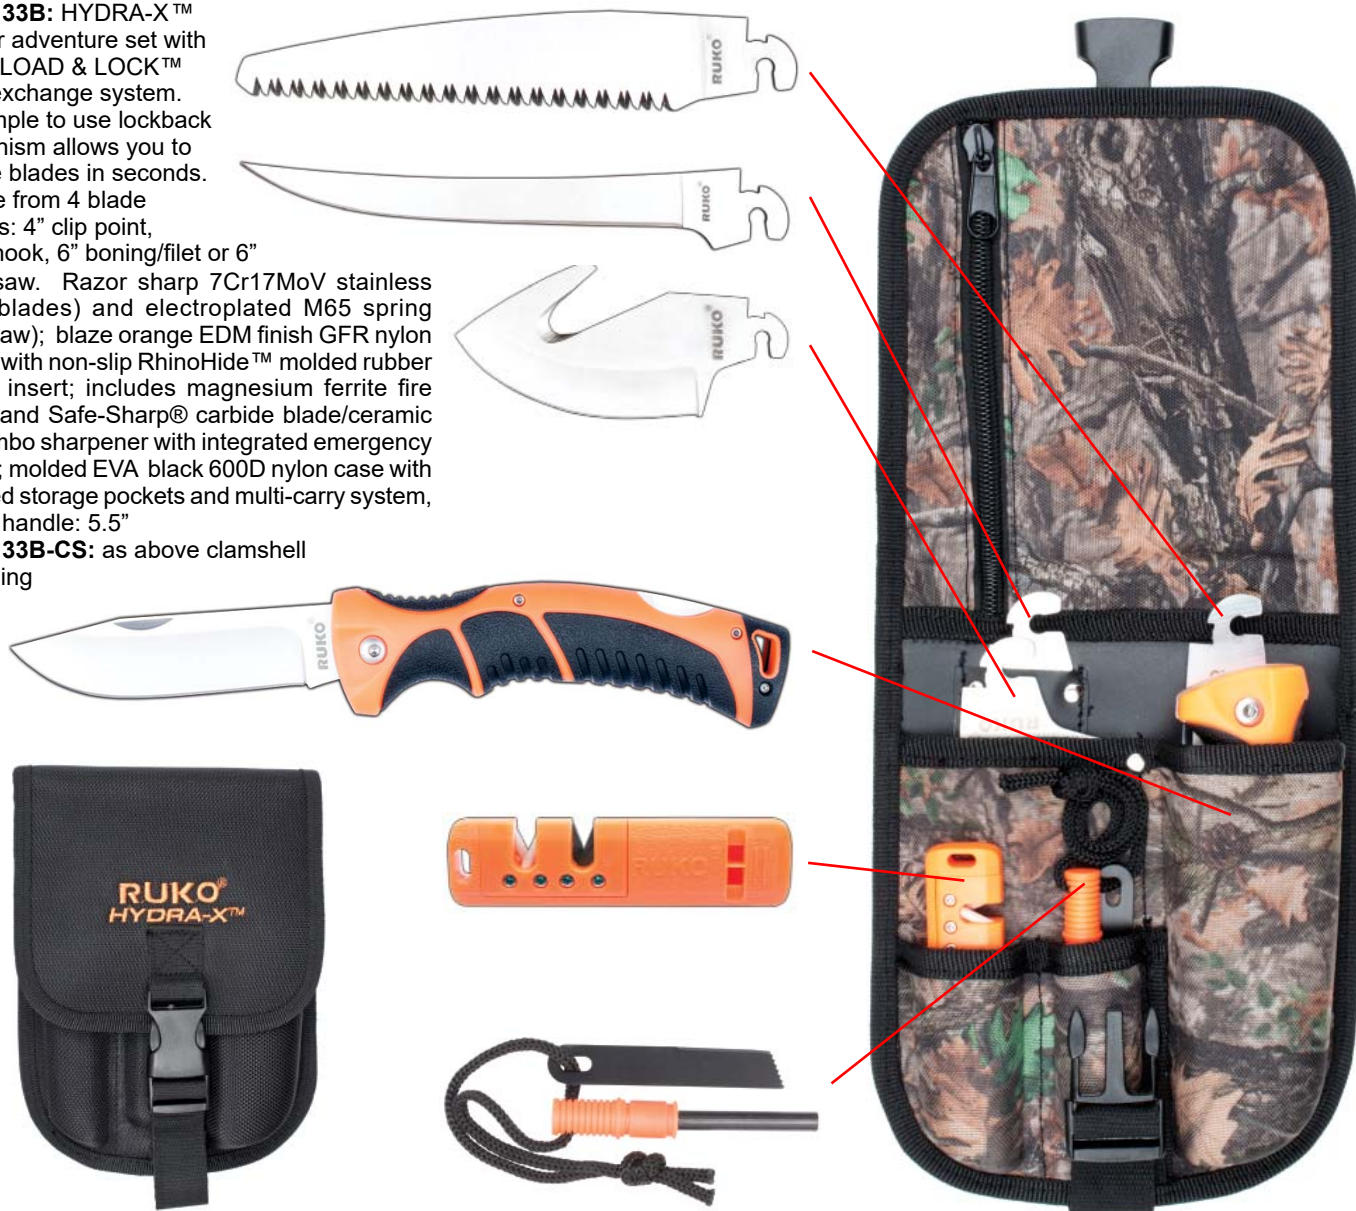 33B: HYDRA-X™
r adventure set with
LOAD & LOCK™
exchange system.
nple to use lockback
nism allows you to
e blades in seconds.
e from 4 blade
s: 4” clip point,
nook, 6” boning/filet or 6”
saw. Razor sharp 7Cr17MoV stainless
blades) and electroplated M65 spring
aw); blaze orange EDM finish GFR nylon
with non-slip RhinoHide™ molded rubber
insert; includes magnesium ferrite fire
and Safe-Sharp® carbide blade/ceramic
mbo sharpener with integrated emergency
; molded EVA black 600D nylon case with
ed storage pockets and multi-carry system,
handle: 5.5”
33B-CS: as above clamshell
ing
RUKO
RUKO
RUKO
RUKO
RUKO
RUKO
RUKO®
HYDRA-X™